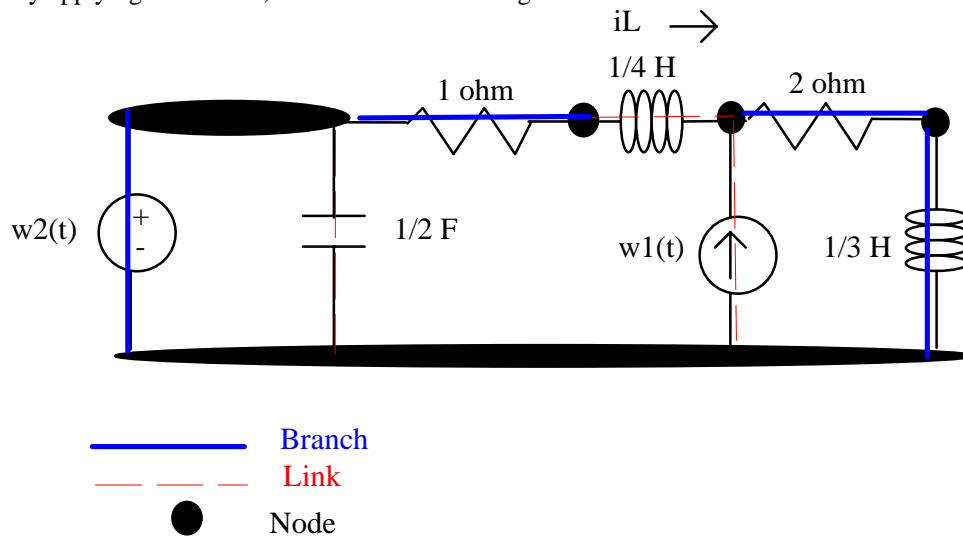 iL
1/4 H
1 ohm
2 ohm
w2(t)
+
-
1/2 F
w1(t)
1/3 H
Branch
Link
Node